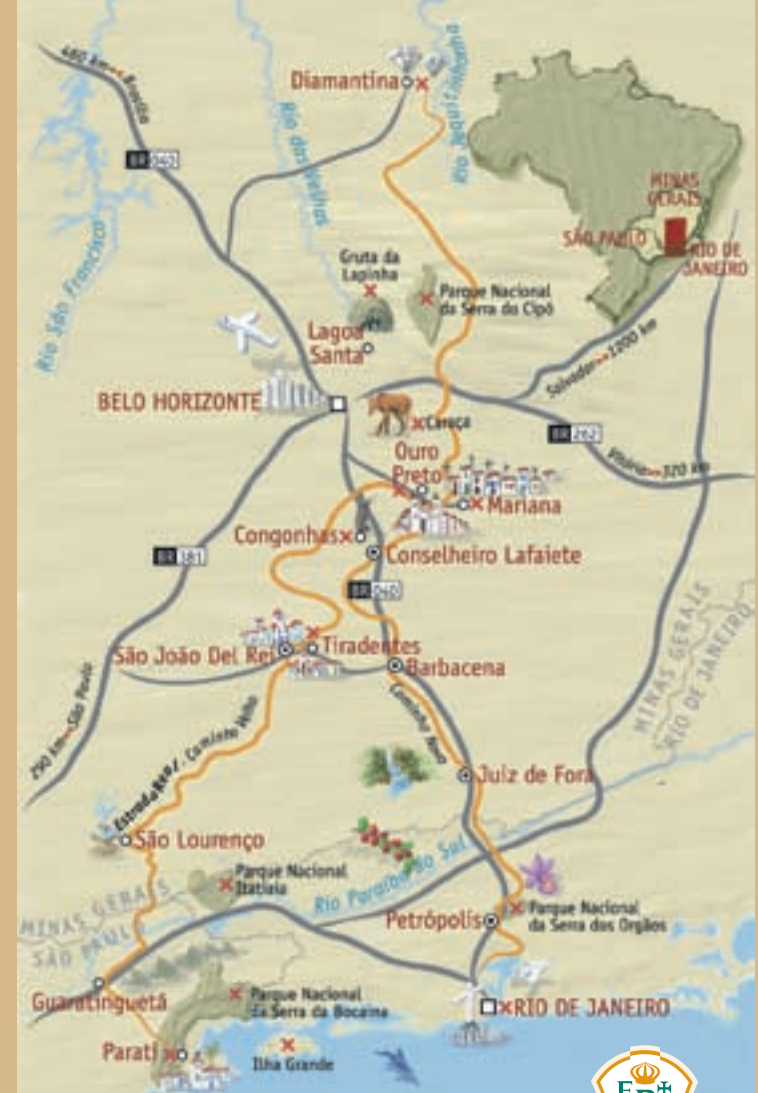 460 km Brasília
Diamantina
Rio Jequitinhonha
BR 040
Rio das Velhas
MINAS
GERAIS
SÃO PAULO
RIO DE
JANEIRO
Rio São Francisco
Gruta da
Lapinha
Parque Nacional
da Serra do Cipó
Lagoa
Santa
Salvador 1200 km
BELO HORIZONTE
Caraça
BR 262
Vitória 320 km
Ouro
Preto
Mariana
Congonhas
Conselheiro Lafaiete
BR 381
BR 040
São João Del Rei
Tiradentes
Barbacena
MINAS GERAIS
RIO DE JANEIRO
290 km São Paulo
Caminho Novo
Estrada Real / Caminho Velho
Juiz de Fora
São Lourenço
Parque Nacional
Itatiaia
Rio Paraíba do Sul
MINAS GERAIS
SÃO PAULO
Petrópolis
Parque Nacional
da Serra dos Orgãos
Guaratinguetá
Parque Nacional
da Serra da Bocaina
RIO DE JANEIRO
Parati
Ilha Grande